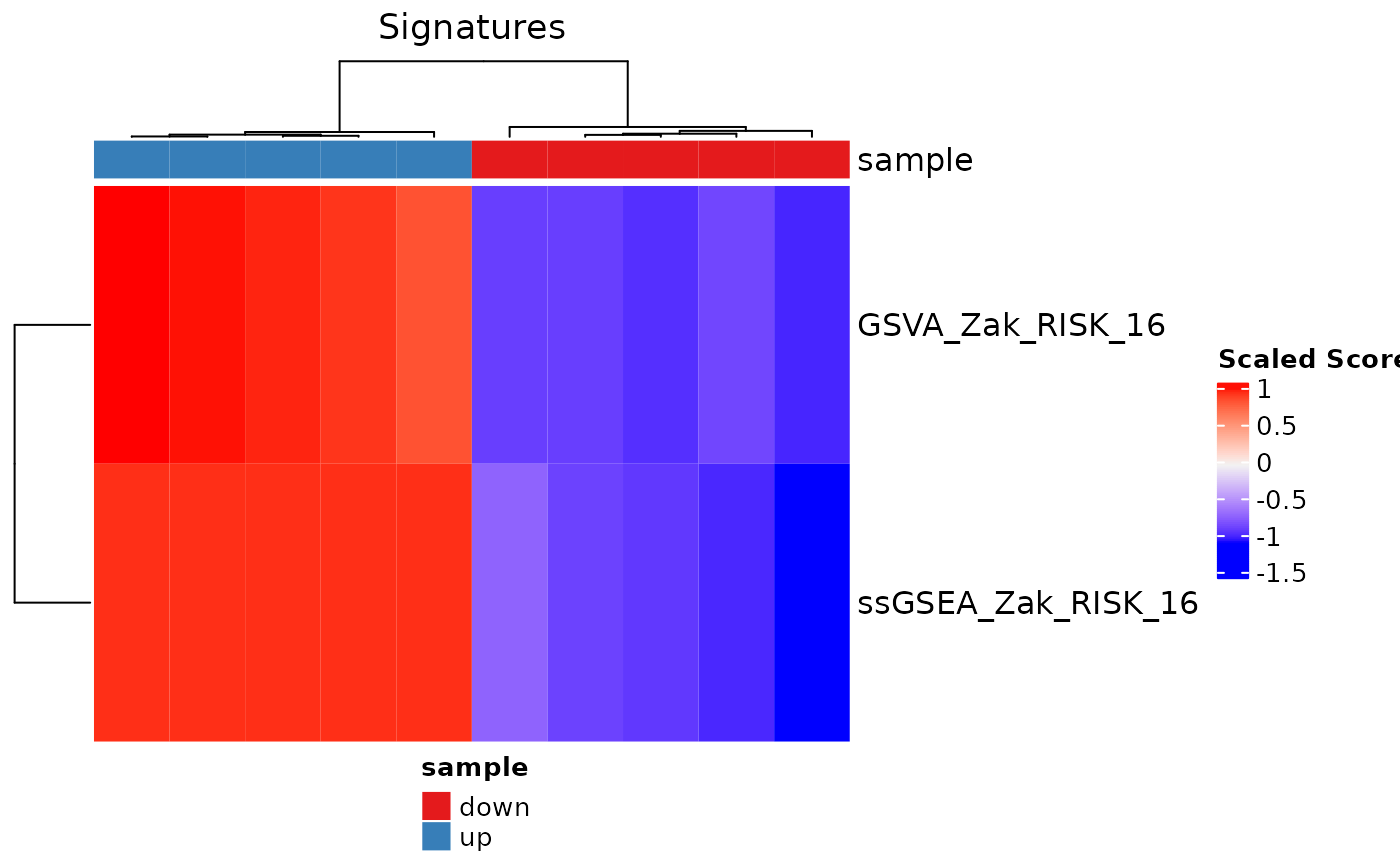 Signatures
sample
GSVA_Zak_RISK_16
ssGSEA_Zak_RISK_16
Scaled Score
1
0.5
0
-0.5
-1
-1.5
sample
down
up